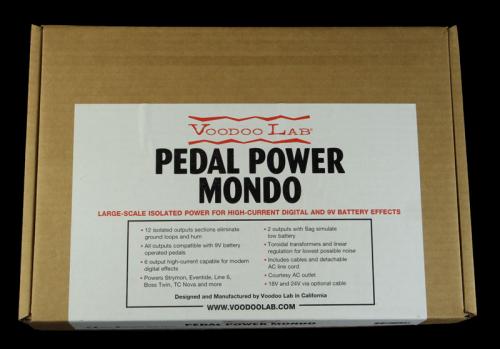 VOODOO LAB®
PEDAL POWER
MONDO
LARGE-SCALE ISOLATED POWER FOR HIGH-CURRENT DIGITAL AND 9V BATTERY EFFECTS
• 12 isolated outputs sections eliminate
ground loops and hum
• All outputs compatible with 9V battery
operated pedals
• 6 output high-current capable for modern
digital effects
• Powers Strymon, Eventide, Line 6,
Boss Twin, TC Nova and more
• 2 outputs with Sag simulate
low battery
• Toroidal transformers and linear
regulation for lowest possible noise
• Includes cables and detachable
AC line cord
• Courtesy AC outlet
• 18V and 24V via optional cable
Designed and Manufactured by Voodoo Lab in California
WWW.VOODOOLAB.COM
PEDAL POWER MONDO